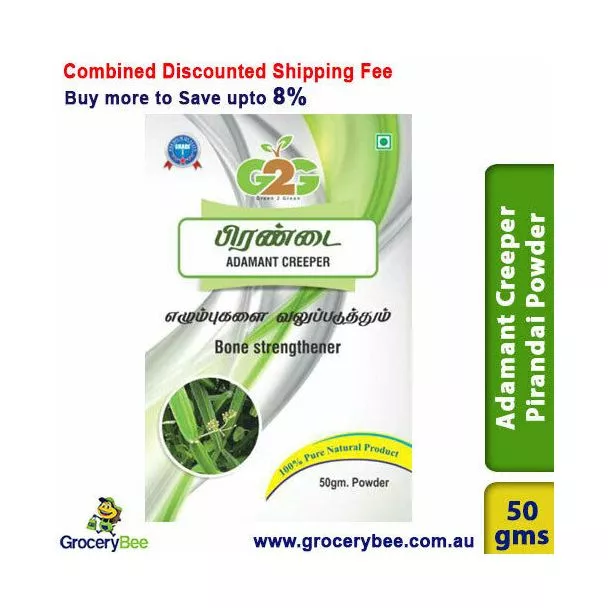 Combined Discounted Shipping Fee
Buy more to Save upto 8%
G2G
Green 2 Green
பிரண்டை
ADAMANT CREEPER
எழும்புகளை வலுப்படுத்தும்
Bone strengthener
100% Pure Natural Product
50gm. Powder
Adamant Creeper
Pirandai Powder
50
gms
GroceryBee
www.grocerybee.com.au